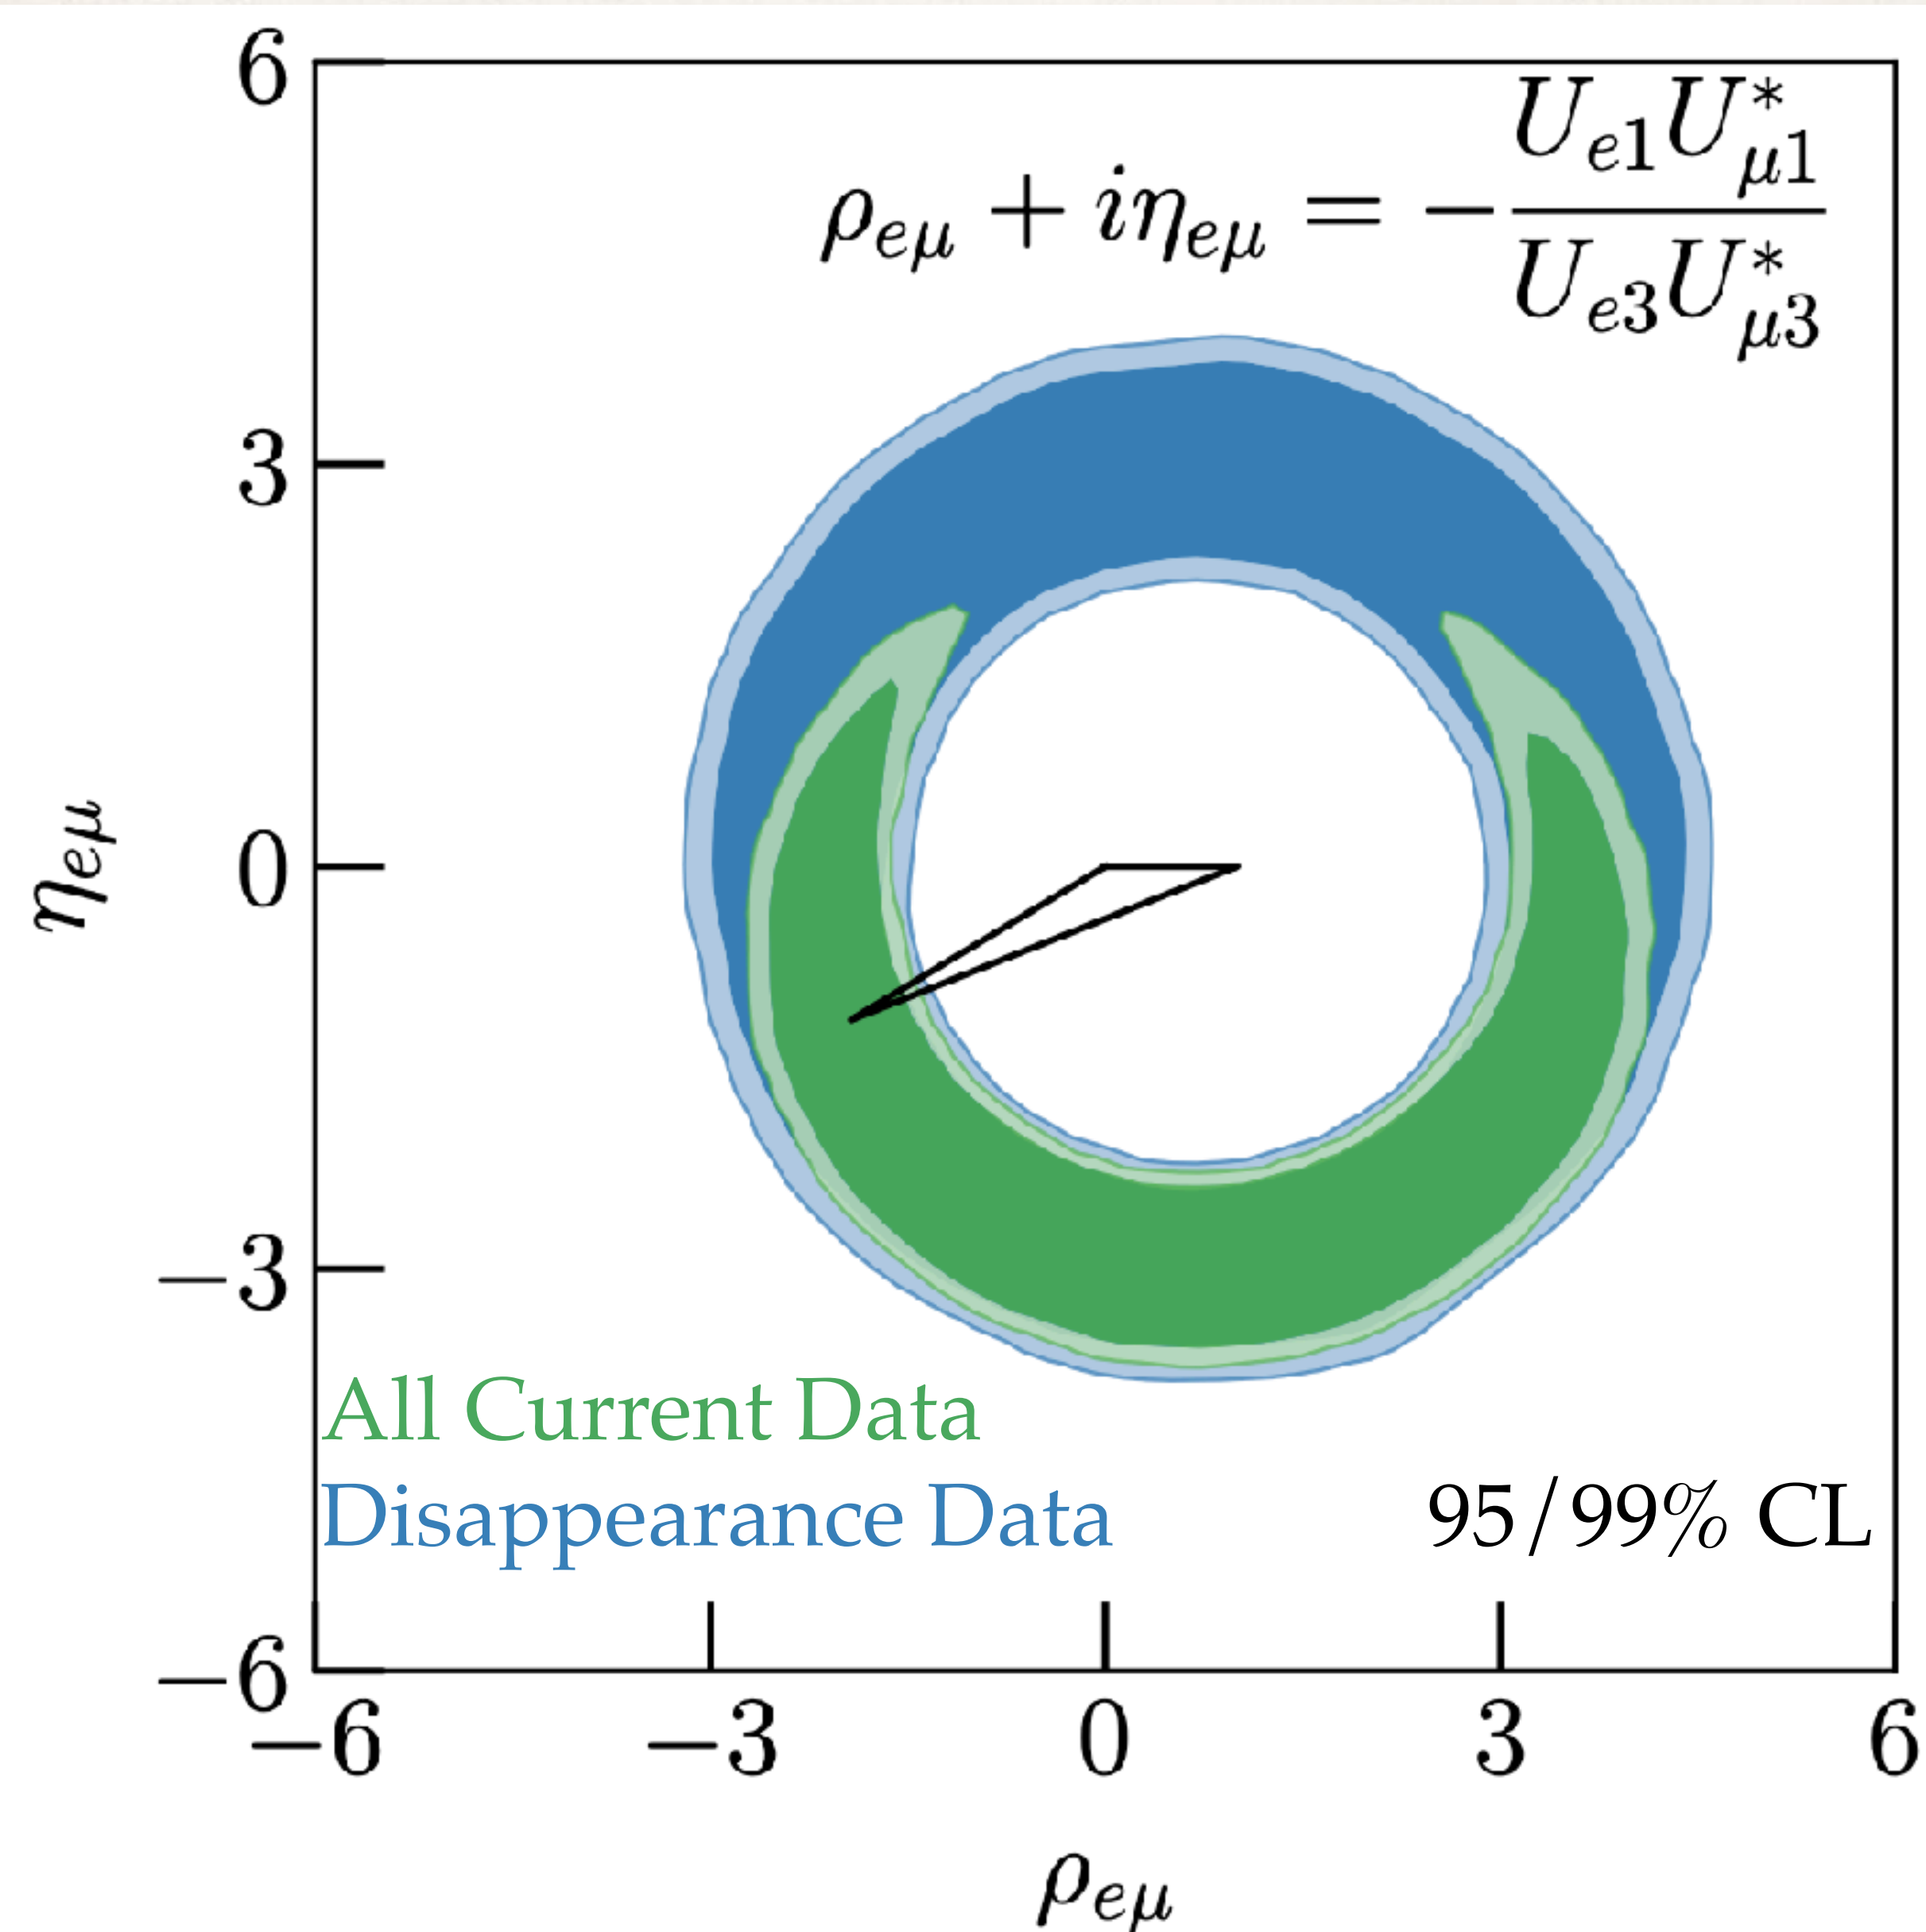 6
ρ_{eμ} + iη_{eμ} = −\frac{U_{e1}U^*_{μ1}}{U_{e3}U^*_{μ3}}
3
η_{eμ}
0
−3
All Current Data
Disappearance Data
95/99% CL
−6
−6 −3 0 3 6
ρ_{eμ}